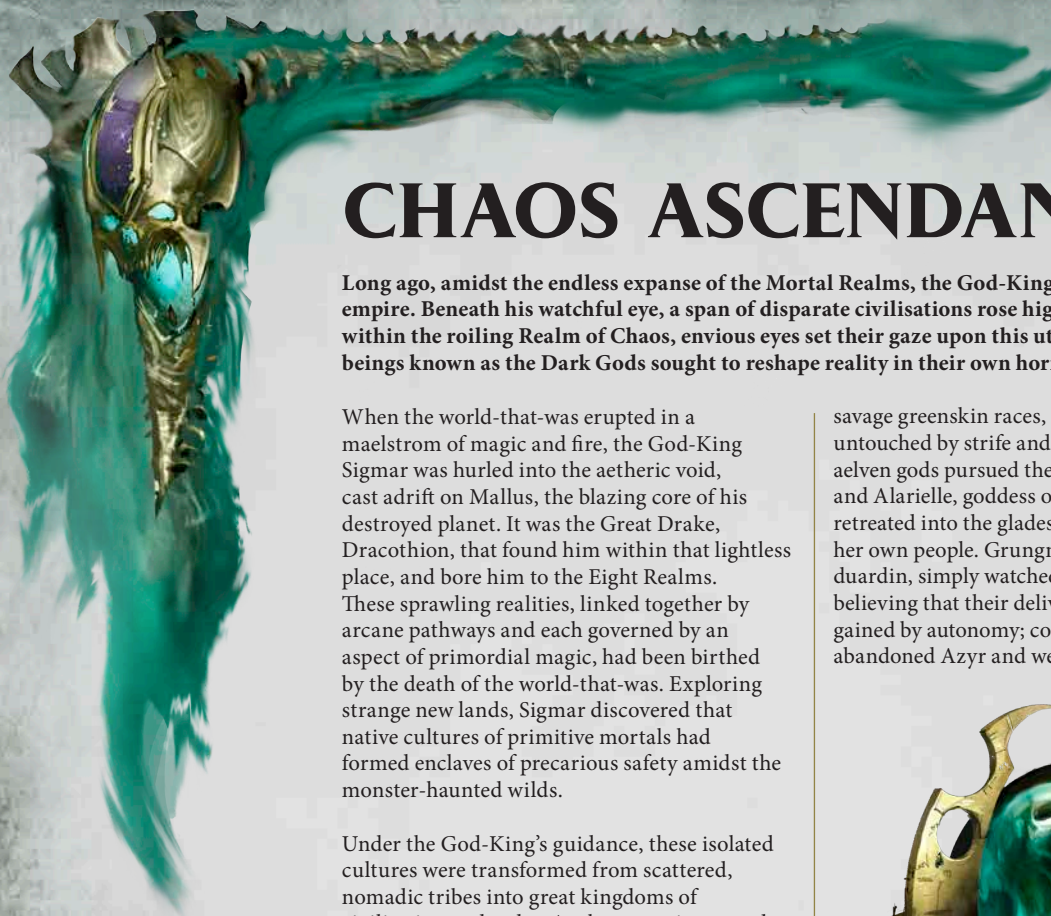 CHAOS ASCENDAN
Long ago, amidst the endless expanse of the Mortal Realms, the God-King
empire. Beneath his watchful eye, a span of disparate civilisations rose hig
within the roiling Realm of Chaos, envious eyes set their gaze upon this ut
beings known as the Dark Gods sought to reshape reality in their own hor
When the world-that-was erupted in a
maelstrom of magic and fire, the God-King
Sigmar was hurled into the aetheric void,
cast adrift on Mallus, the blazing core of his
destroyed planet. It was the Great Drake,
Dracothion, that found him within that lightless
place, and bore him to the Eight Realms.
These sprawling realities, linked together by
arcane pathways and each governed by an
aspect of primordial magic, had been birthed
by the death of the world-that-was. Exploring
strange new lands, Sigmar discovered that
native cultures of primitive mortals had
formed enclaves of precarious safety amidst the
monster-haunted wilds.
Under the God-King's guidance, these isolated
cultures were transformed from scattered,
nomadic tribes into great kingdoms of
savage greenskin races,
untouched by strife and
aelven gods pursued the
and Alarielle, goddess o
retreated into the glades
her own people. Grungn
duardin, simply watched
believing that their deliv
gained by autonomy; co
abandoned Azyr and we